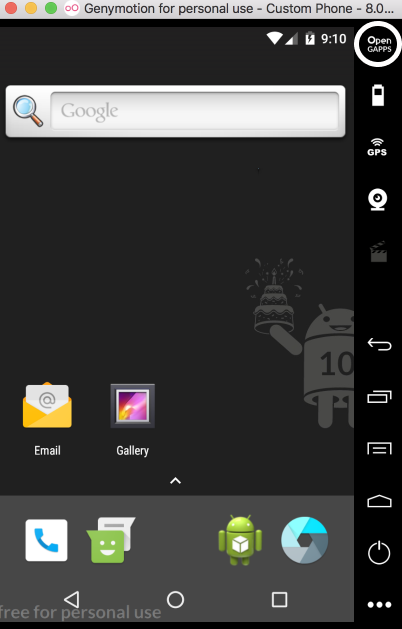 Genymotion for personal use - Custom Phone - 8.0...
9:10
Open
GAPPS
Google
GPS
10
@
Email
Gallery
free for personal use